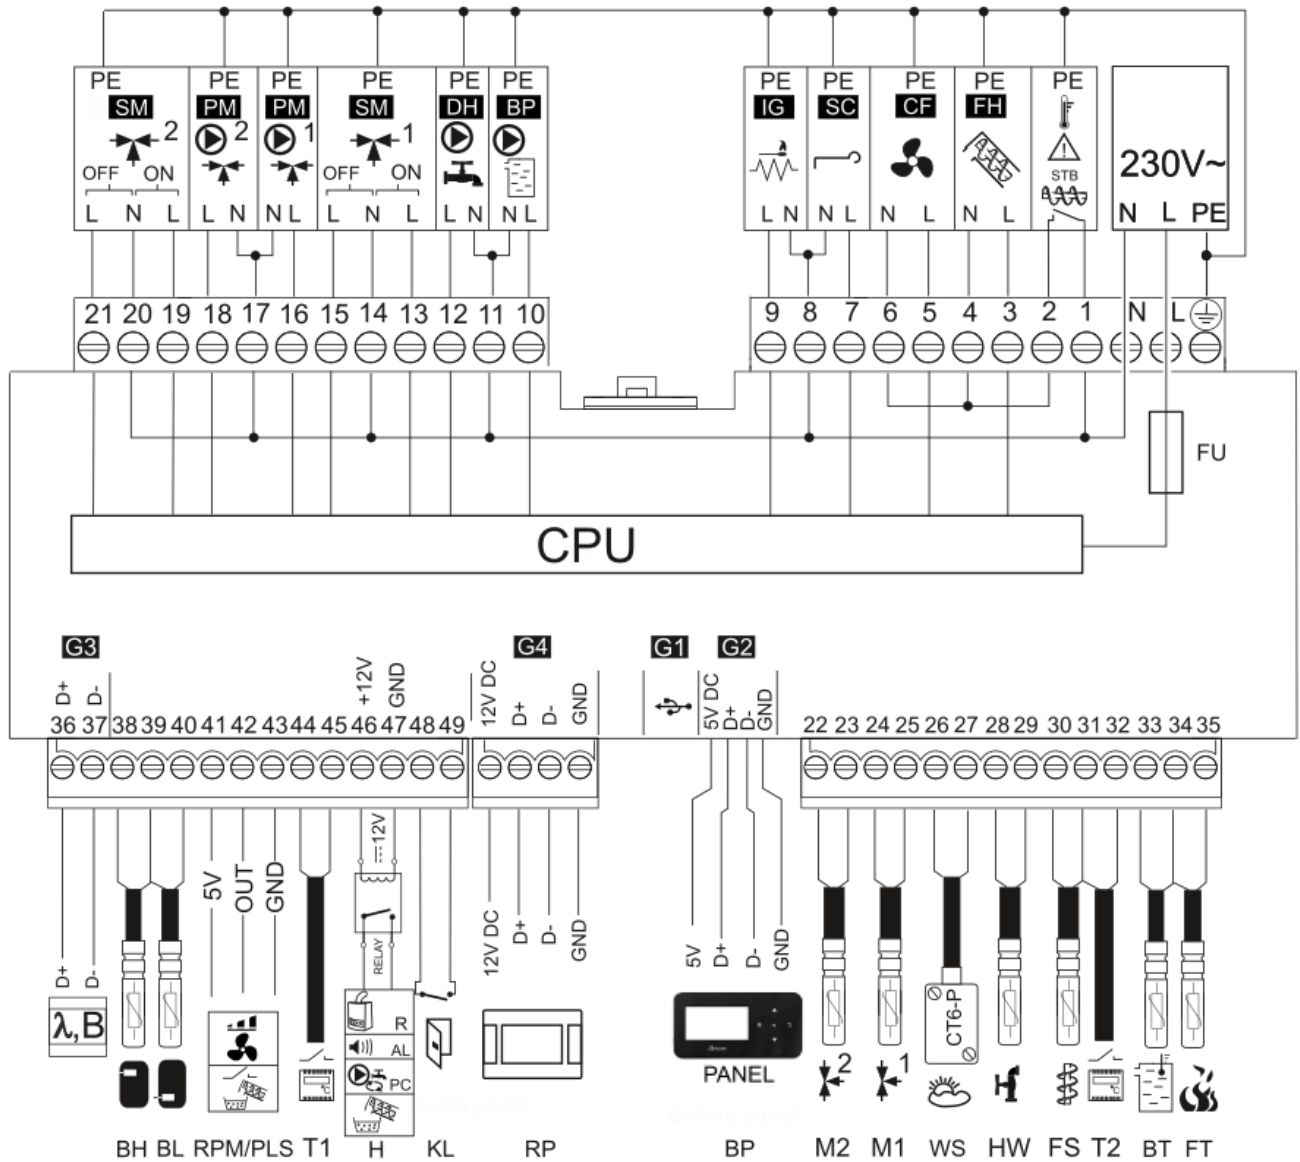 PE PE PE PE PE PE PE PE PE PE PE
SM PM PM SM DH BP IG SC CF FH
2 2 1 1
230V~
OFF ON OFF ON STB
L N L L N N L L N L L N N L L N N L N L N L N L PE
21 20 19 18 17 16 15 14 13 12 11 10 9 8 7 6 5 4 3 2 1 N L
FU
CPU
G3 G4 G1 G2
D+ D- +12V GND 12V DC D+ D- GND 5V DC D+ D- GND
36 37 38 39 40 41 42 43 44 45 46 47 48 49 22 23 24 25 26 27 28 29 30 31 32 33 34 35
12V
5V OUT GND
RELAY
D+ D- 12V DC D+ D- GND 5V D+ D- GND
λ,B
R
AL
PC
CT6-P
°C
°C
PANEL
2 1
BH BL RPM/PLS T1 H KL RP BP M2 M1 WS HW FS T2 BT FT